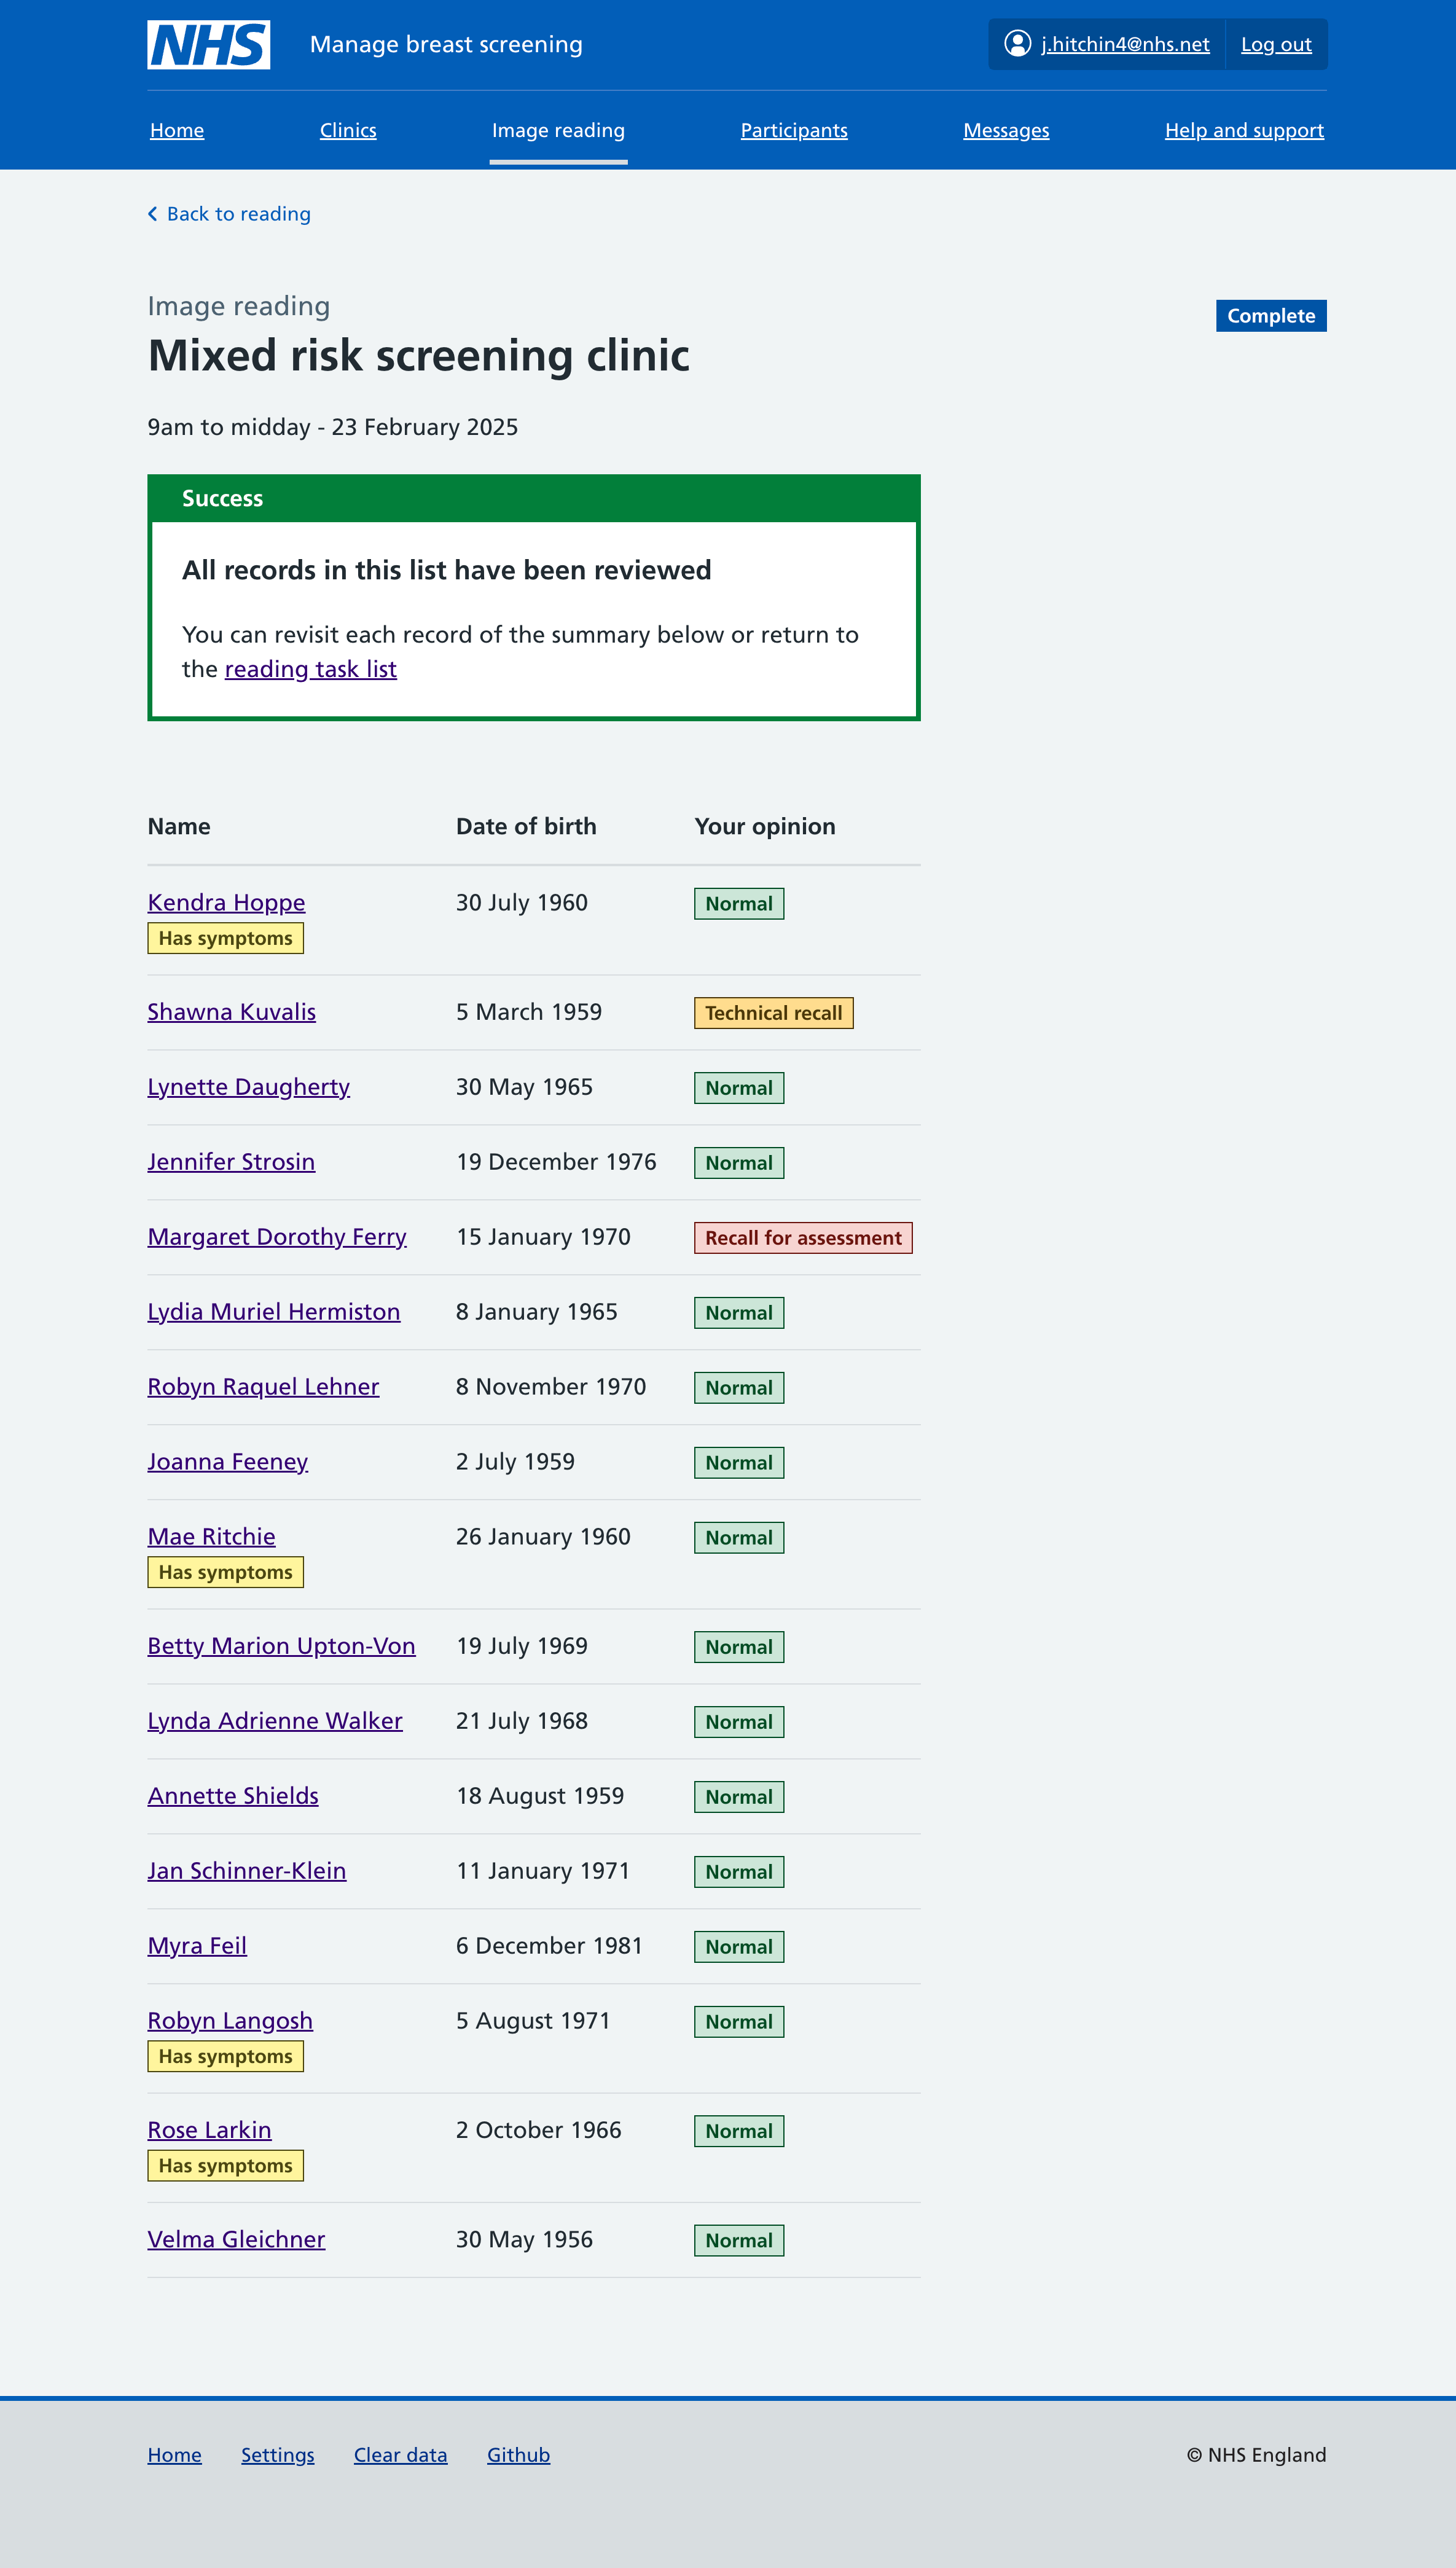 NHS Manage breast screening j.hitchin4@nhs.net Log out
Home Clinics Image reading Participants Messages Help and support
Back to reading
Image reading
Complete
Mixed risk screening clinic
9am to midday - 23 February 2025
Success
All records in this list have been reviewed
You can revisit each record of the summary below or return to
the reading task list
Name Date of birth Your opinion
Kendra Hoppe 30 July 1960 Normal
Has symptoms
Shawna Kuvalis 5 March 1959 Technical recall
Lynette Daugherty 30 May 1965 Normal
Jennifer Strosin 19 December 1976 Normal
Margaret Dorothy Ferry 15 January 1970 Recall for assessment
Lydia Muriel Hermiston 8 January 1965 Normal
Robyn Raquel Lehner 8 November 1970 Normal
Joanna Feeney 2 July 1959 Normal
Mae Ritchie 26 January 1960 Normal
Has symptoms
Betty Marion Upton-Von 19 July 1969 Normal
Lynda Adrienne Walker 21 July 1968 Normal
Annette Shields 18 August 1959 Normal
Jan Schinner-Klein 11 January 1971 Normal
Myra Feil 6 December 1981 Normal
Robyn Langosh 5 August 1971 Normal
Has symptoms
Rose Larkin 2 October 1966 Normal
Has symptoms
Velma Gleichner 30 May 1956 Normal
Home Settings Clear data Github © NHS England